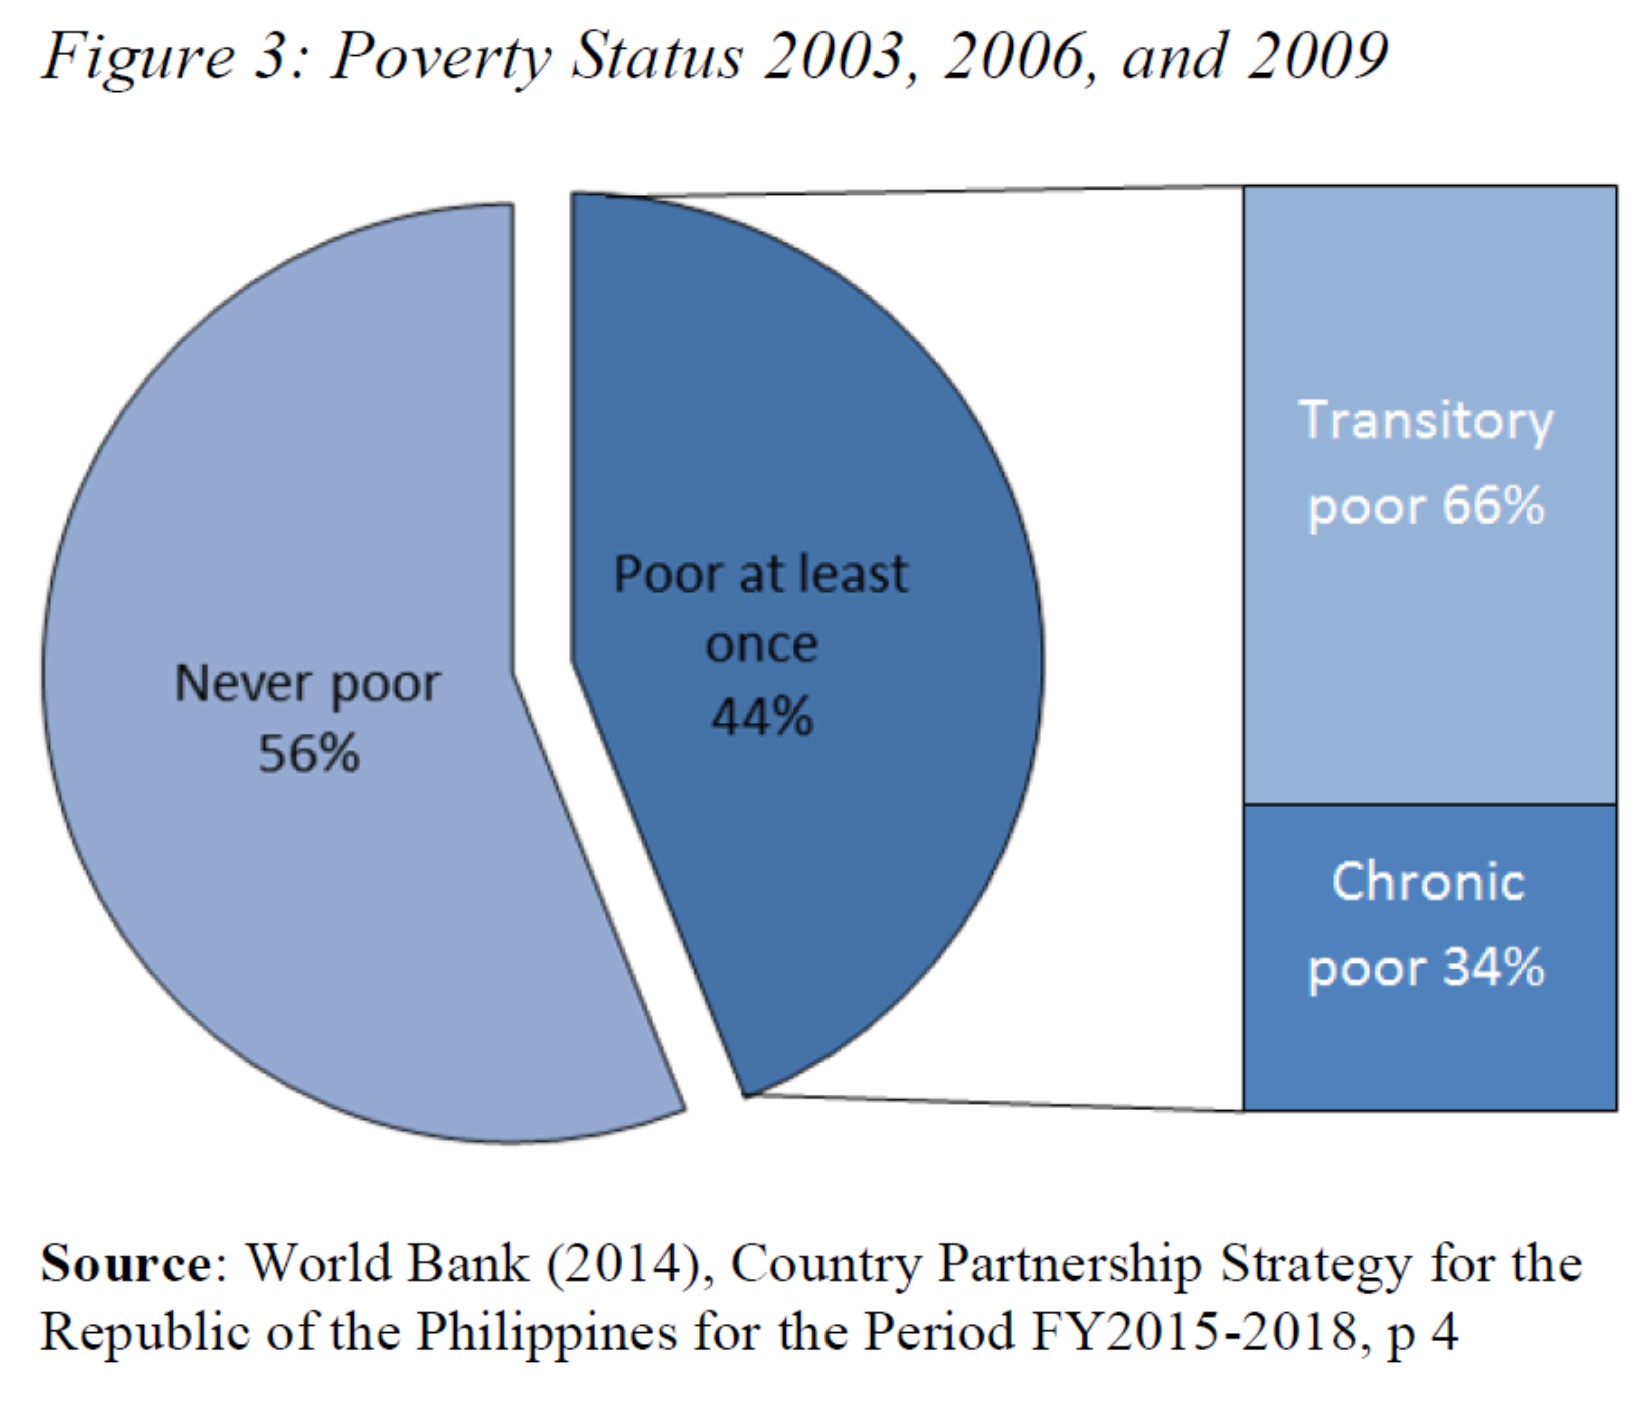 Figure 3: Poverty Status 2003, 2006, and 2009
Never poor
56%
Poor at least
once
44%
Transitory
poor 66%
Chronic
poor 34%
Source: World Bank (2014), Country Partnership Strategy for the
Republic of the Philippines for the Period FY2015-2018, p 4